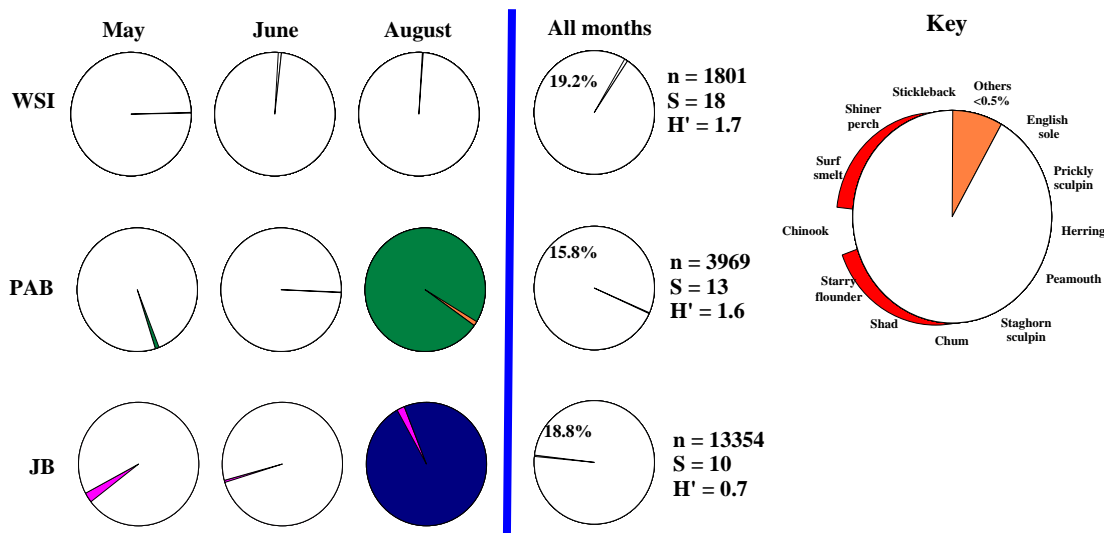 May
June
August
All months
Key
WSI
19.2%
n = 1801
S = 18
H' = 1.7
PAB
15.8%
n = 3969
S = 13
H' = 1.6
JB
18.8%
n = 13354
S = 10
H' = 0.7
Stickleback
Others
<0.5%
English
sole
Prickly
sculpin
Herring
Peamouth
Staghorn
sculpin
Chum
Shad
Starry
flounder
Chinook
Surf
smelt
Shiner
perch